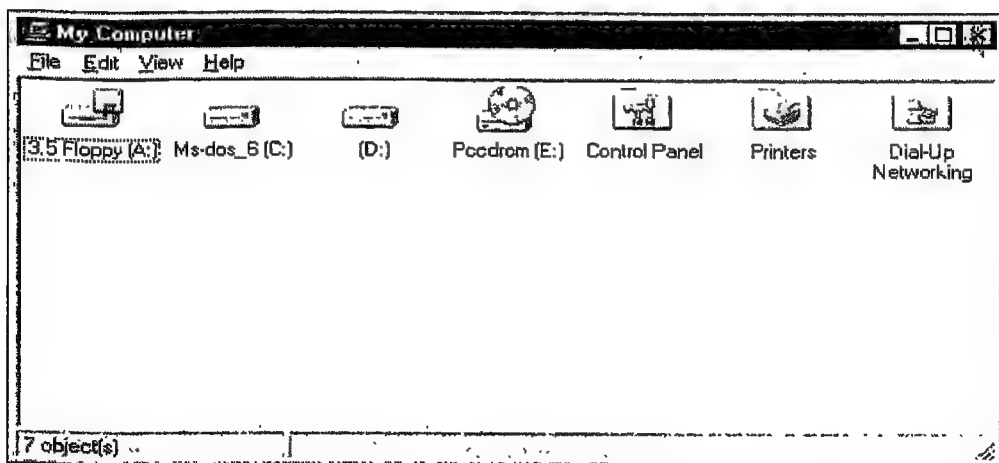 My Computer
File Edit View Help
3.5 Floppy (A:) Ms-dos_6 (C:) (D:) Pccdrom (E:) Control Panel Printers Dial-Up Networking
7 object(s)